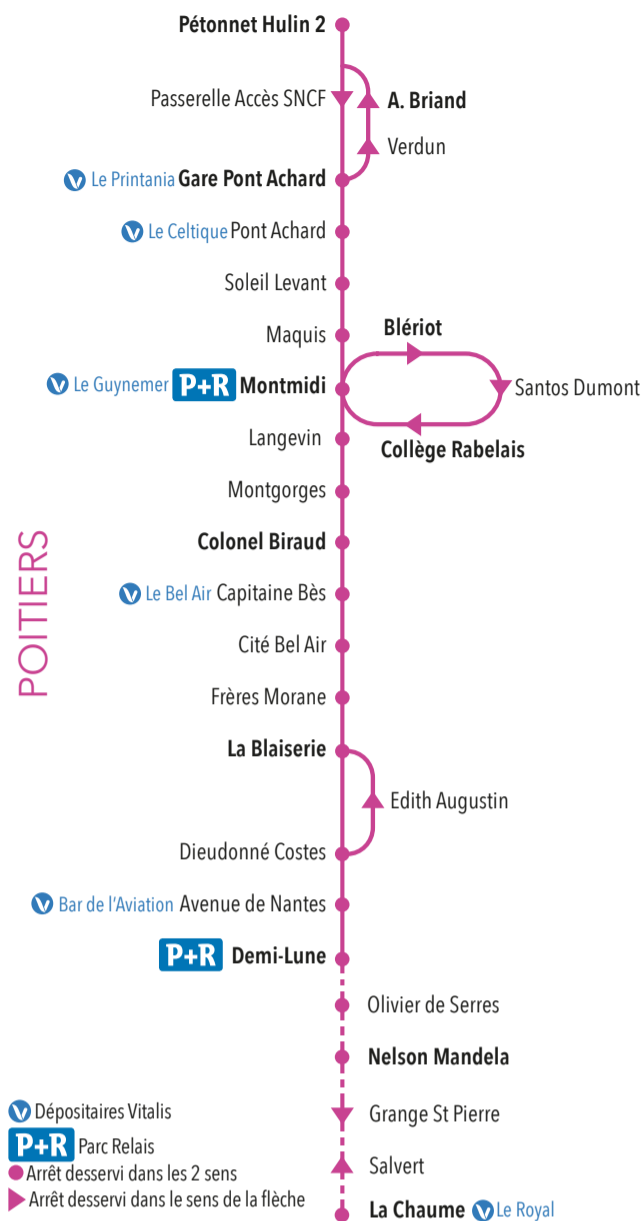 Pétonnet Hulin 2
Passerelle Accès SNCF
A. Briand
Verdun
Le Printania Gare Pont Achard
Le Celtique Pont Achard
Soleil Levant
Maquis
Blériot
Le Guynemer P+R Montmidi
Santos Dumont
Langevin
Collège Rabelais
Montgorges
POITIERS
Colonel Biraud
Le Bel Air Capitaine Bès
Cité Bel Air
Frères Morane
La Blaiserie
Edith Augustin
Dieudonné Costes
Bar de l'Aviation Avenue de Nantes
P+R Demi-Lune
Olivier de Serres
Nelson Mandela
Grange St Pierre
Salvert
La Chaume Le Royal
Dépositaires Vitalis
P+R Parc Relais
Arrêt desservi dans les 2 sens
Arrêt desservi dans le sens de la flèche